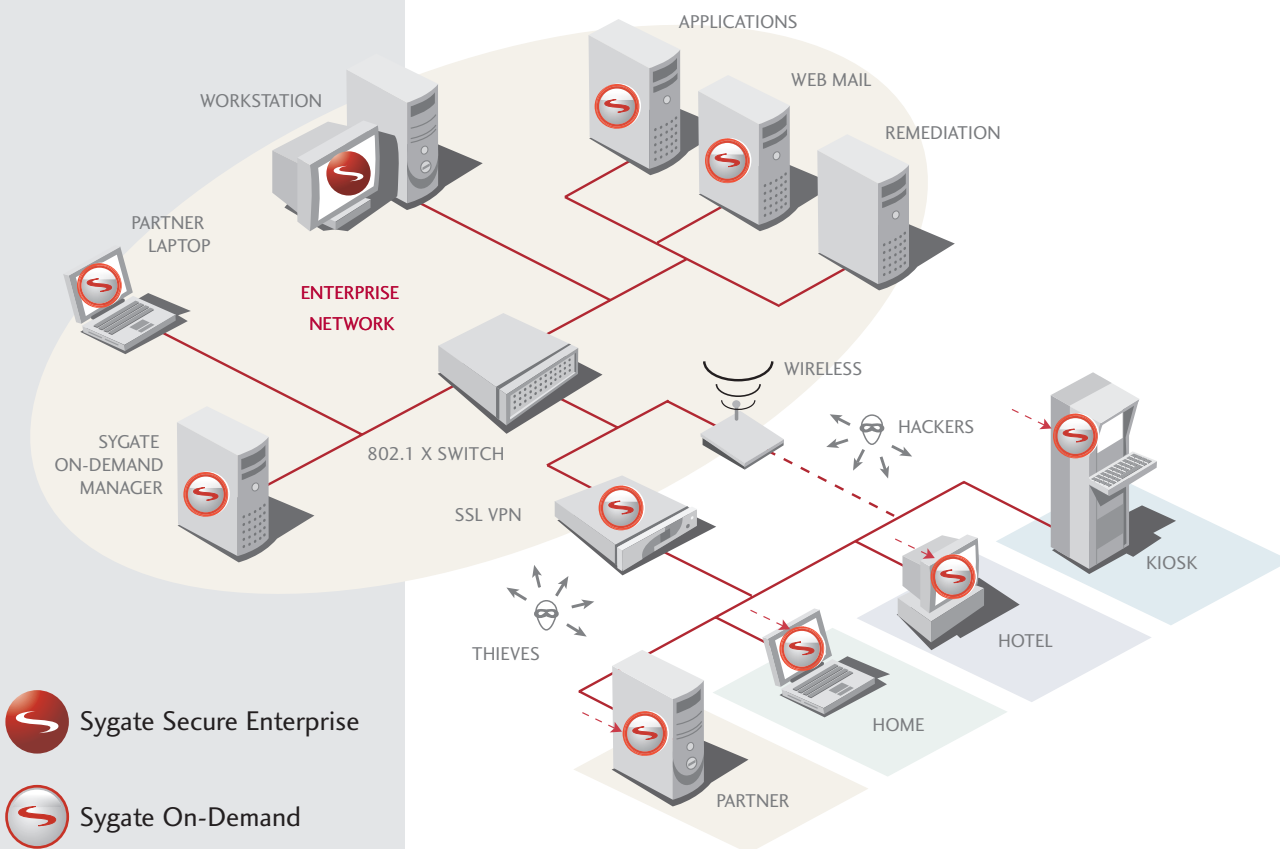 APPLICATIONS
WEB MAIL
WORKSTATION
REMEDIATION
PARTNER
LAPTOP
ENTERPRISE
NETWORK
WIRELESS
HACKERS
SYGATE
ON-DEMAND
MANAGER
802.1 X SWITCH
SSL VPN
KIOSK
HOTEL
THIEVES
HOME
PARTNER
Sygate Secure Enterprise
Sygate On-Demand